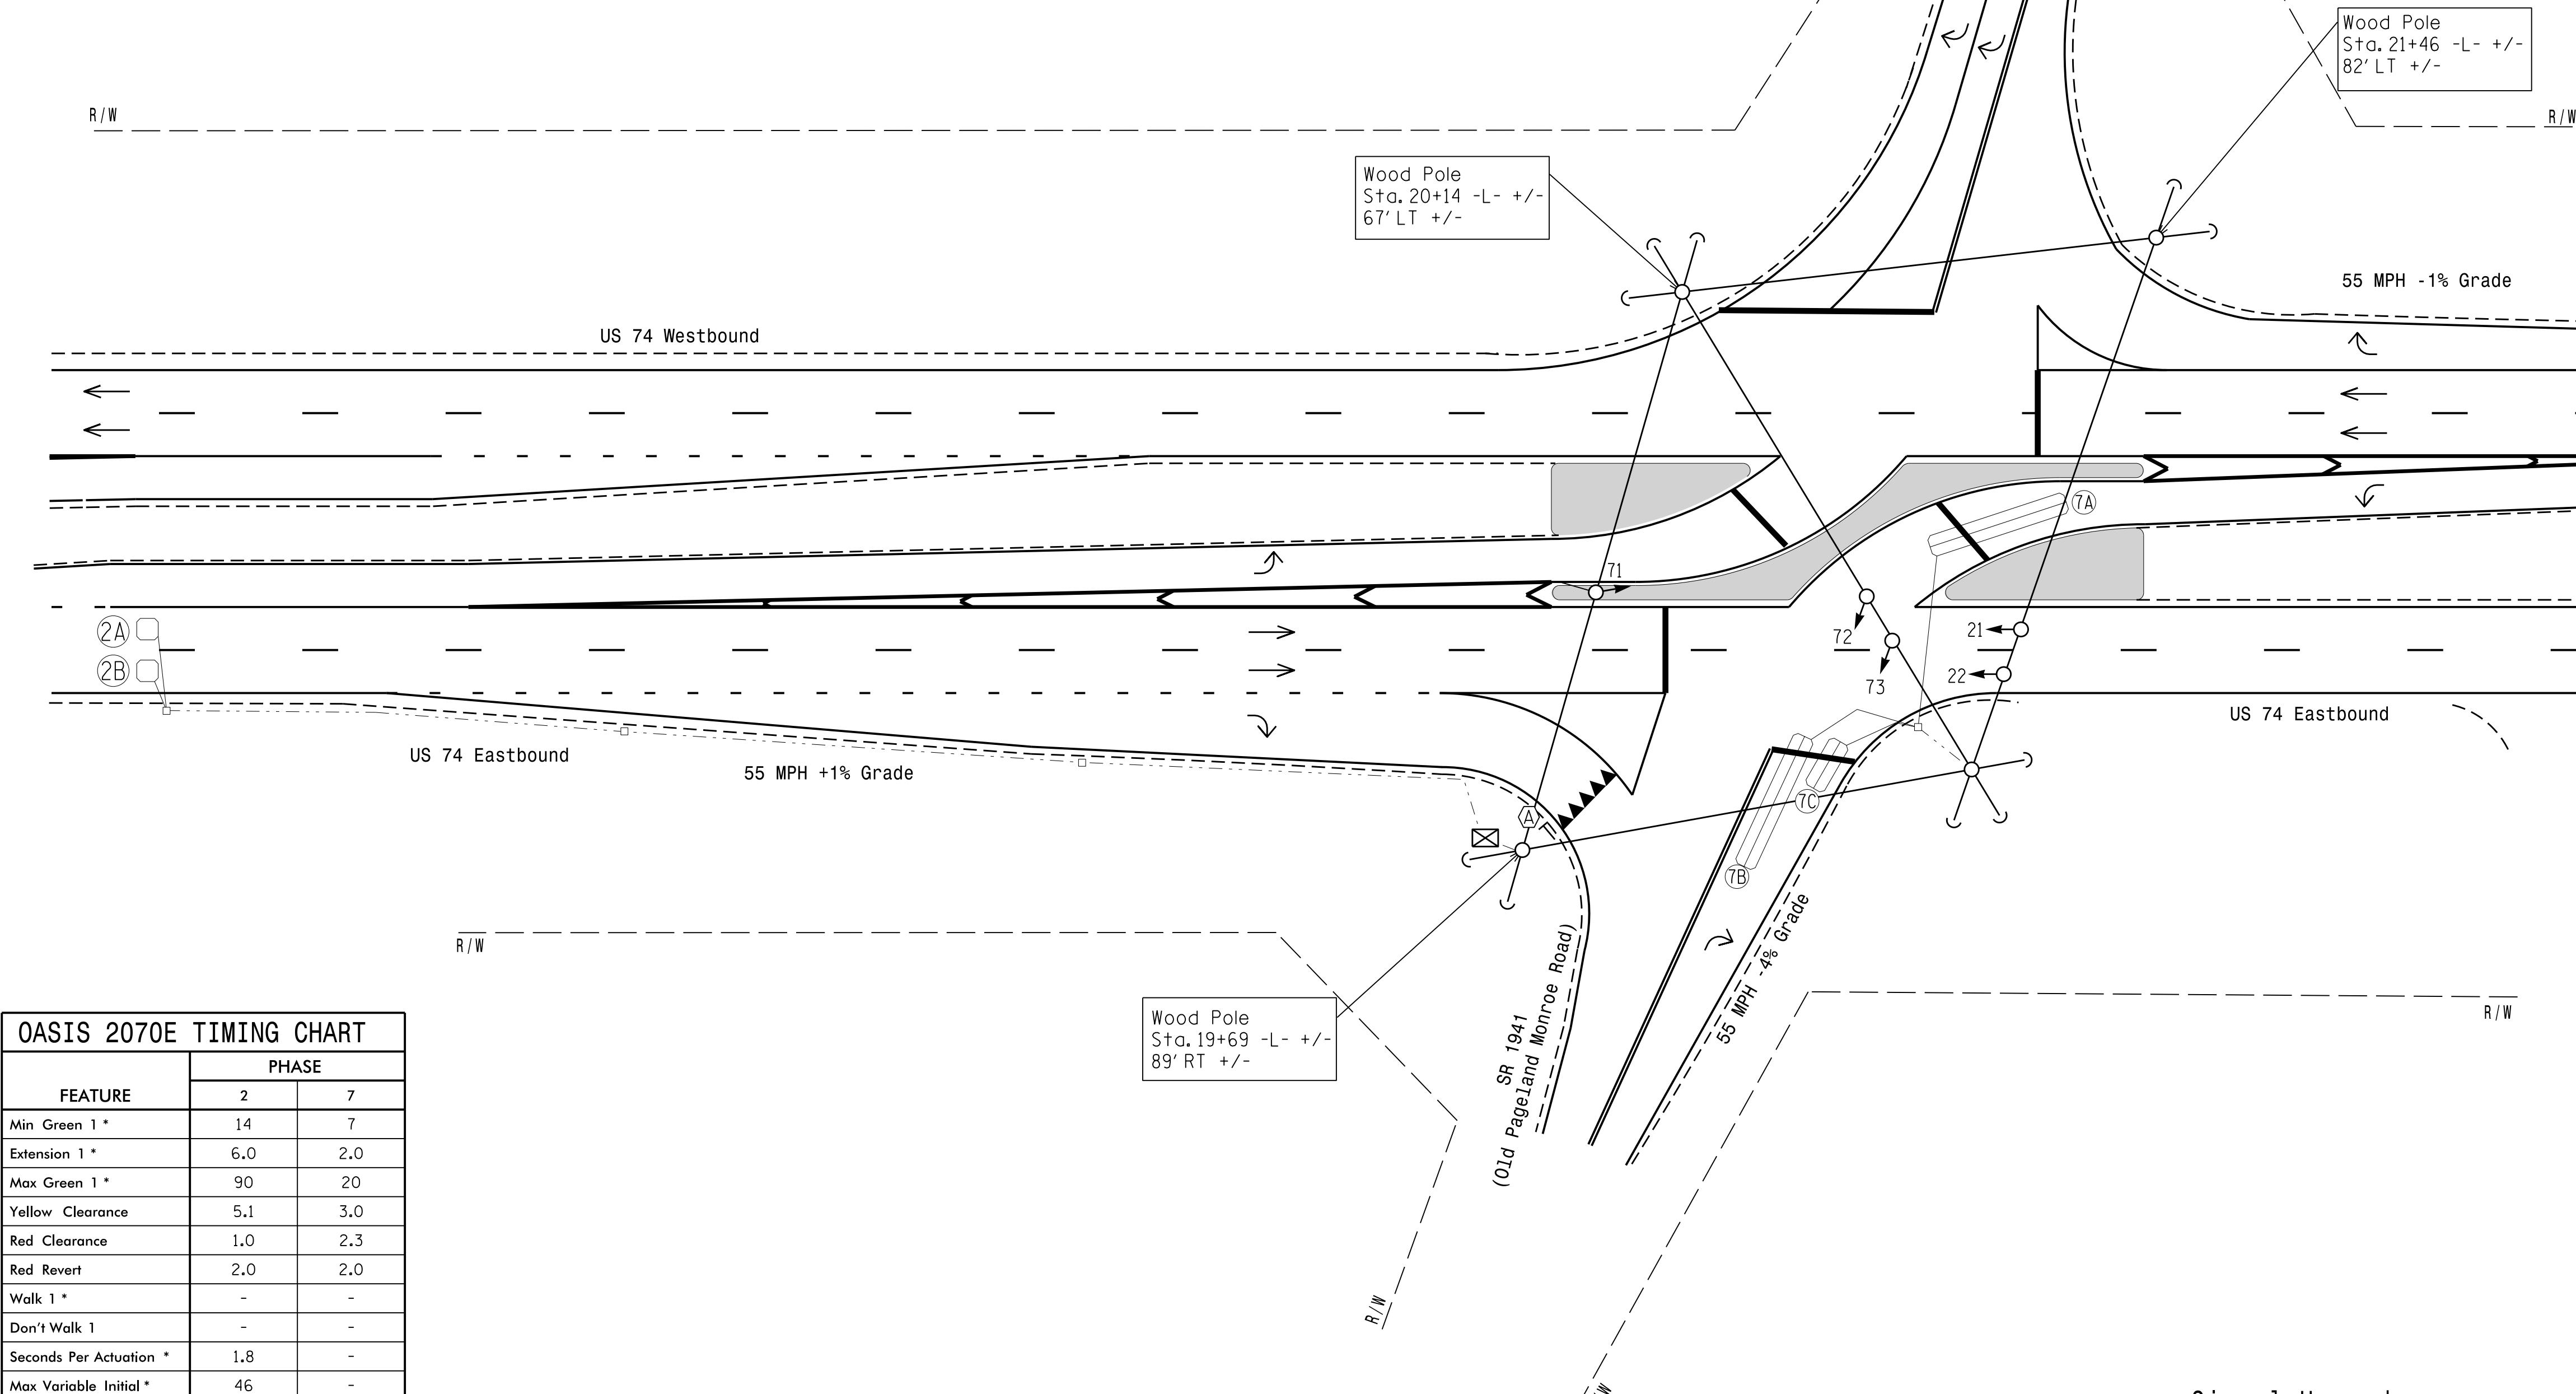 Wood Pole
Sta. 21+46 -L- +/-
82' LT +/-
R/W
R/W
Wood Pole
Sta. 20+14 -L- +/-
67' LT +/-
55 MPH -1% Grade
US 74 Westbound
7A
71
2A
72
21
2B
22
73
US 74 Eastbound
US 74 Eastbound
55 MPH +1% Grade
7C
A
7B
R/W
55 MPH -4% Grade
SR 1941
(Old Pageland Monroe Road)
R/W
Wood Pole
Sta. 19+69 -L- +/-
89' RT +/-
R/W
OASIS 2070E TIMING CHART
PHASE
FEATURE 2 7
Min Green 1 * 14 7
Extension 1 * 6.0 2.0
Max Green 1 * 90 20
Yellow Clearance 5.1 3.0
Red Clearance 1.0 2.3
Red Revert 2.0 2.0
Walk 1 * - -
Don't Walk 1 - -
Seconds Per Actuation * 1.8 -
Max Variable Initial * 46 -